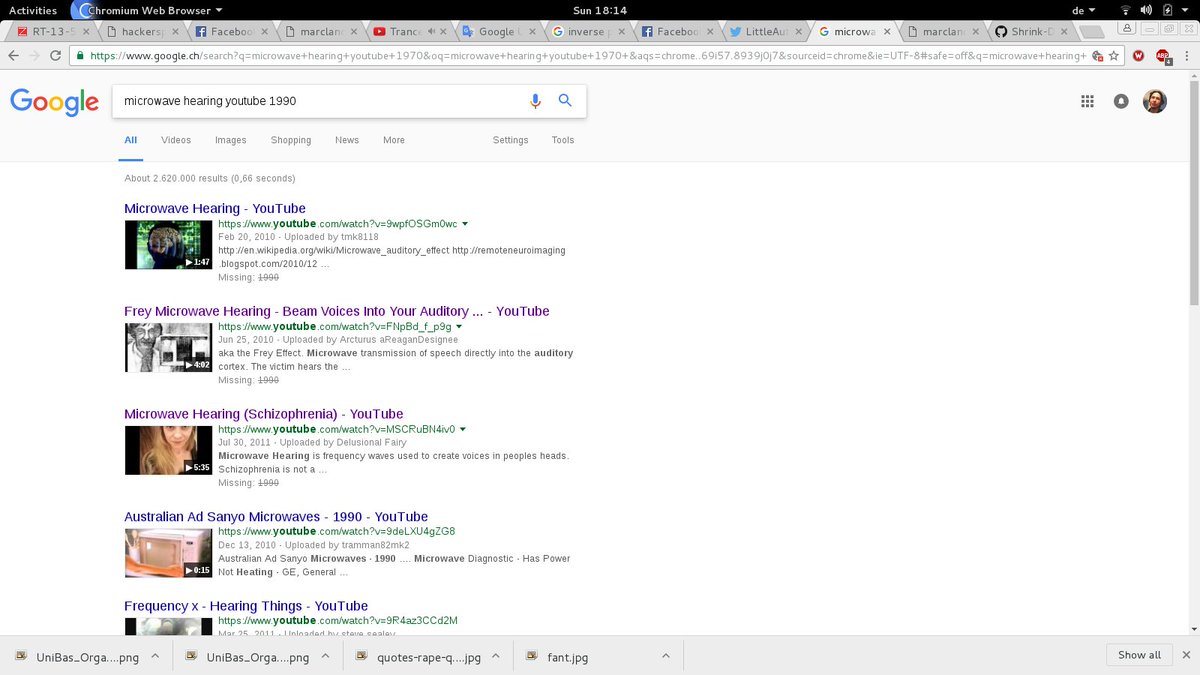 Activities Chromium Web Browser Sun 18:14 de
RT-13-5 hackersp Facebook marcland Trance Google inverse p Faceboo LittleAut microwa marcland Shrink-D
https://www.google.ch/search?q=microwave+hearing+youtube+1970&oq=microwave+hearing+youtube+1970+&aqs=chrome..69i57.8939j0j7&sourceid=chrome&ie=UTF-8#safe=off&q=microwave+hearing+
Google microwave hearing youtube 1990
All Videos Images Shopping News More Settings Tools
About 2.620.000 results (0,66 seconds)
Microwave Hearing - YouTube
https://www.youtube.com/watch?v=9wpfOSGm0wc
Feb 20, 2010 · Uploaded by tmk8118
http://en.wikipedia.org/wiki/Microwave_auditory_effect http://remoteneuroimaging
.blogspot.com/2010/12 ...
1:47
Missing: 1990
Frey Microwave Hearing - Beam Voices Into Your Auditory ... - YouTube
https://www.youtube.com/watch?v=FNpBd_f_p9g
Jun 25, 2010 · Uploaded by Arcturus aReaganDesignee
aka the Frey Effect. Microwave transmission of speech directly into the auditory
cortex. The victim hears the ...
4:02
Missing: 1990
Microwave Hearing (Schizophrenia) - YouTube
https://www.youtube.com/watch?v=MSCRuBN4iv0
Jul 30, 2011 · Uploaded by Delusional Fairy
Microwave Hearing is frequency waves used to create voices in peoples heads.
Schizophrenia is not a ...
5:35
Missing: 1990
Australian Ad Sanyo Microwaves - 1990 - YouTube
https://www.youtube.com/watch?v=9deLXU4gZG8
Dec 13, 2010 · Uploaded by tramman82mk2
Australian Ad Sanyo Microwaves - 1990 .... Microwave Diagnostic - Has Power
Not Heating - GE, General ...
0:15
Frequency x - Hearing Things - YouTube
https://www.youtube.com/watch?v=9R4az3CCd2M
Mar 25, 2011 · Uploaded by steve sealey
UniBas_Orga....png UniBas_Orga....png quotes-rape-q....jpg fant.jpg Show all